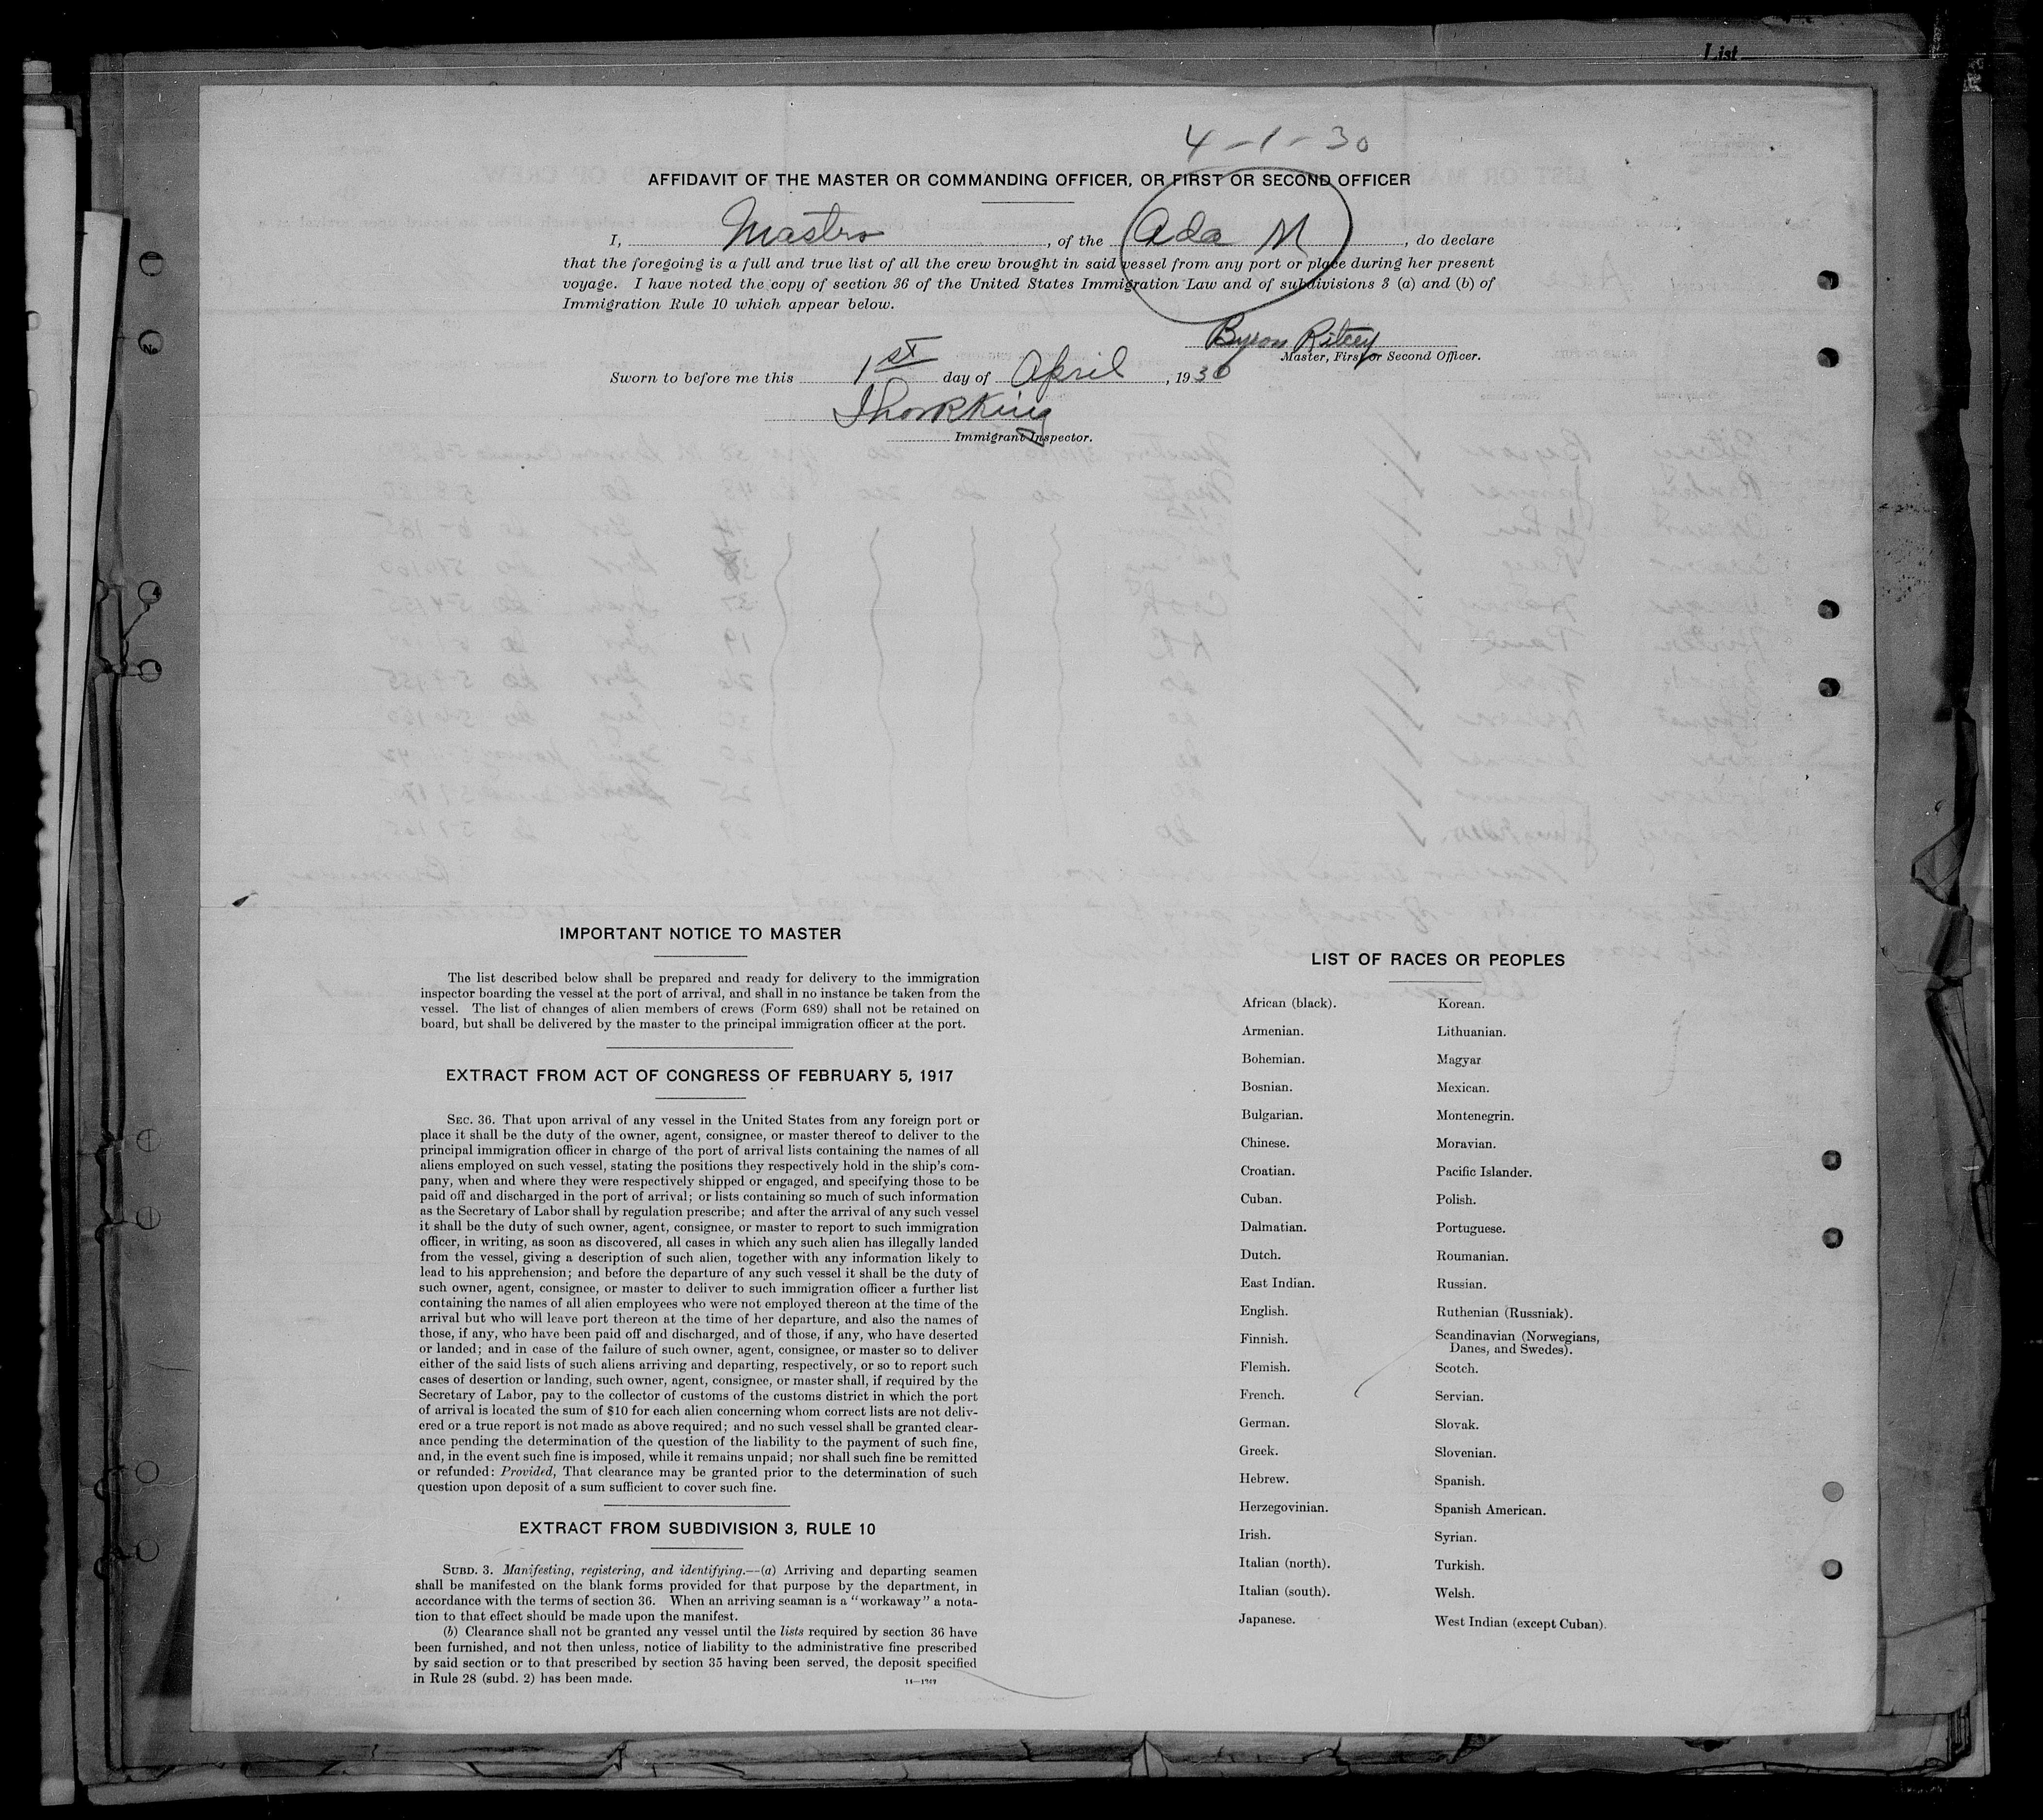 List
4-1-30
AFFIDAVIT OF THE MASTER OR COMMANDING OFFICER, OR FIRST OR SECOND OFFICER
I, Mastro, of the Ada M, do declare
that the foregoing is a full and true list of all the crew brought in said vessel from any port or place during her present
voyage. I have noted the copy of section 36 of the United States Immigration Law and of subdivisions 3 (a) and (b) of
Immigration Rule 10 which appear below.
Byron
Master, First or Second Officer.
Sworn to before me this 1st day of April, 1930
Immigrant Inspector.
IMPORTANT NOTICE TO MASTER
The list described below shall be prepared and ready for delivery to the immigration
inspector boarding the vessel at the port of arrival, and shall in no instance be taken from the
vessel. The list of changes of alien members of crews (Form 689) shall not be retained on
board, but shall be delivered by the master to the principal immigration officer at the port.
EXTRACT FROM ACT OF CONGRESS OF FEBRUARY 5, 1917
SEC. 36. That upon arrival of any vessel in the United States from any foreign port or
place it shall be the duty of the owner, agent, consignee, or master thereof to deliver to the
principal immigration officer in charge of the port of arrival lists containing the names of all
aliens employed on such vessel, stating the positions they respectively hold in the ship's com-
pany, when and where they were respectively shipped or engaged, and specifying those to be
paid off and discharged in the port of arrival; or lists containing so much of such information
as the Secretary of Labor shall by regulation prescribe; and after the arrival of any such vessel
it shall be the duty of such owner, agent, consignee, or master to report to such immigration
officer, in writing, as soon as discovered, all cases in which any such alien has illegally landed
from the vessel, giving a description of such alien, together with any information likely to
lead to his apprehension; and before the departure of any such vessel it shall be the duty of
such owner, agent, consignee, or master to deliver to such immigration officer a further list
containing the names of all alien employees who were not employed thereon at the time of the
arrival but who will leave port thereon at the time of her departure, and also the names of
those, if any, who have been paid off and discharged, and of those, if any, who have deserted
or landed; and in case of the failure of such owner, agent, consignee, or master so to deliver
either of the said lists of such aliens arriving and departing, respectively, or so to report such
cases of desertion or landing, such owner, agent, consignee, or master shall, if required by the
Secretary of Labor, pay to the collector of customs of the customs district in which the port
of arrival is located the sum of $10 for each alien concerning whom correct lists are not deliv-
ered or a true report is not made as above required; and no such vessel shall be granted clear-
ance pending the determination of the question of the liability to the payment of such fine,
and, in the event such fine is imposed, while it remains unpaid; nor shall such fine be remitted
or refunded: Provided, That clearance may be granted prior to the determination of such
question upon deposit of a sum sufficient to cover such fine.
EXTRACT FROM SUBDIVISION 3, RULE 10
SUBD. 3. Manifesting, registering, and identifying.—(a) Arriving and departing seamen
shall be manifested on the blank forms provided for that purpose by the department, in
accordance with the terms of section 36. When an arriving seaman is a "workaway" a nota-
tion to that effect should be made upon the manifest.
(b) Clearance shall not be granted any vessel until the lists required by section 36 have
been furnished, and not then unless, notice of liability to the administrative fine prescribed
by said section or to that prescribed by section 35 having been served, the deposit specified
in Rule 28 (subd. 2) has been made.
LIST OF RACES OR PEOPLES
African (black).
Armenian.
Bohemian.
Bosnian.
Bulgarian.
Chinese.
Croatian.
Cuban.
Dalmatian.
Dutch.
East Indian.
English.
Finnish.
Flemish.
French.
German.
Greek.
Hebrew.
Herzegovinian.
Irish.
Italian (north).
Italian (south).
Japanese.
Korean.
Lithuanian.
Magyar
Mexican.
Montenegrin.
Moravian.
Pacific Islander.
Polish.
Portuguese.
Roumanian.
Russian.
Ruthenian (Russniak).
Scandinavian (Norwegians,
Danes, and Swedes).
Scotch.
Servian.
Slovak.
Slovenian.
Spanish.
Spanish American.
Syrian.
Turkish.
Welsh.
West Indian (except Cuban).